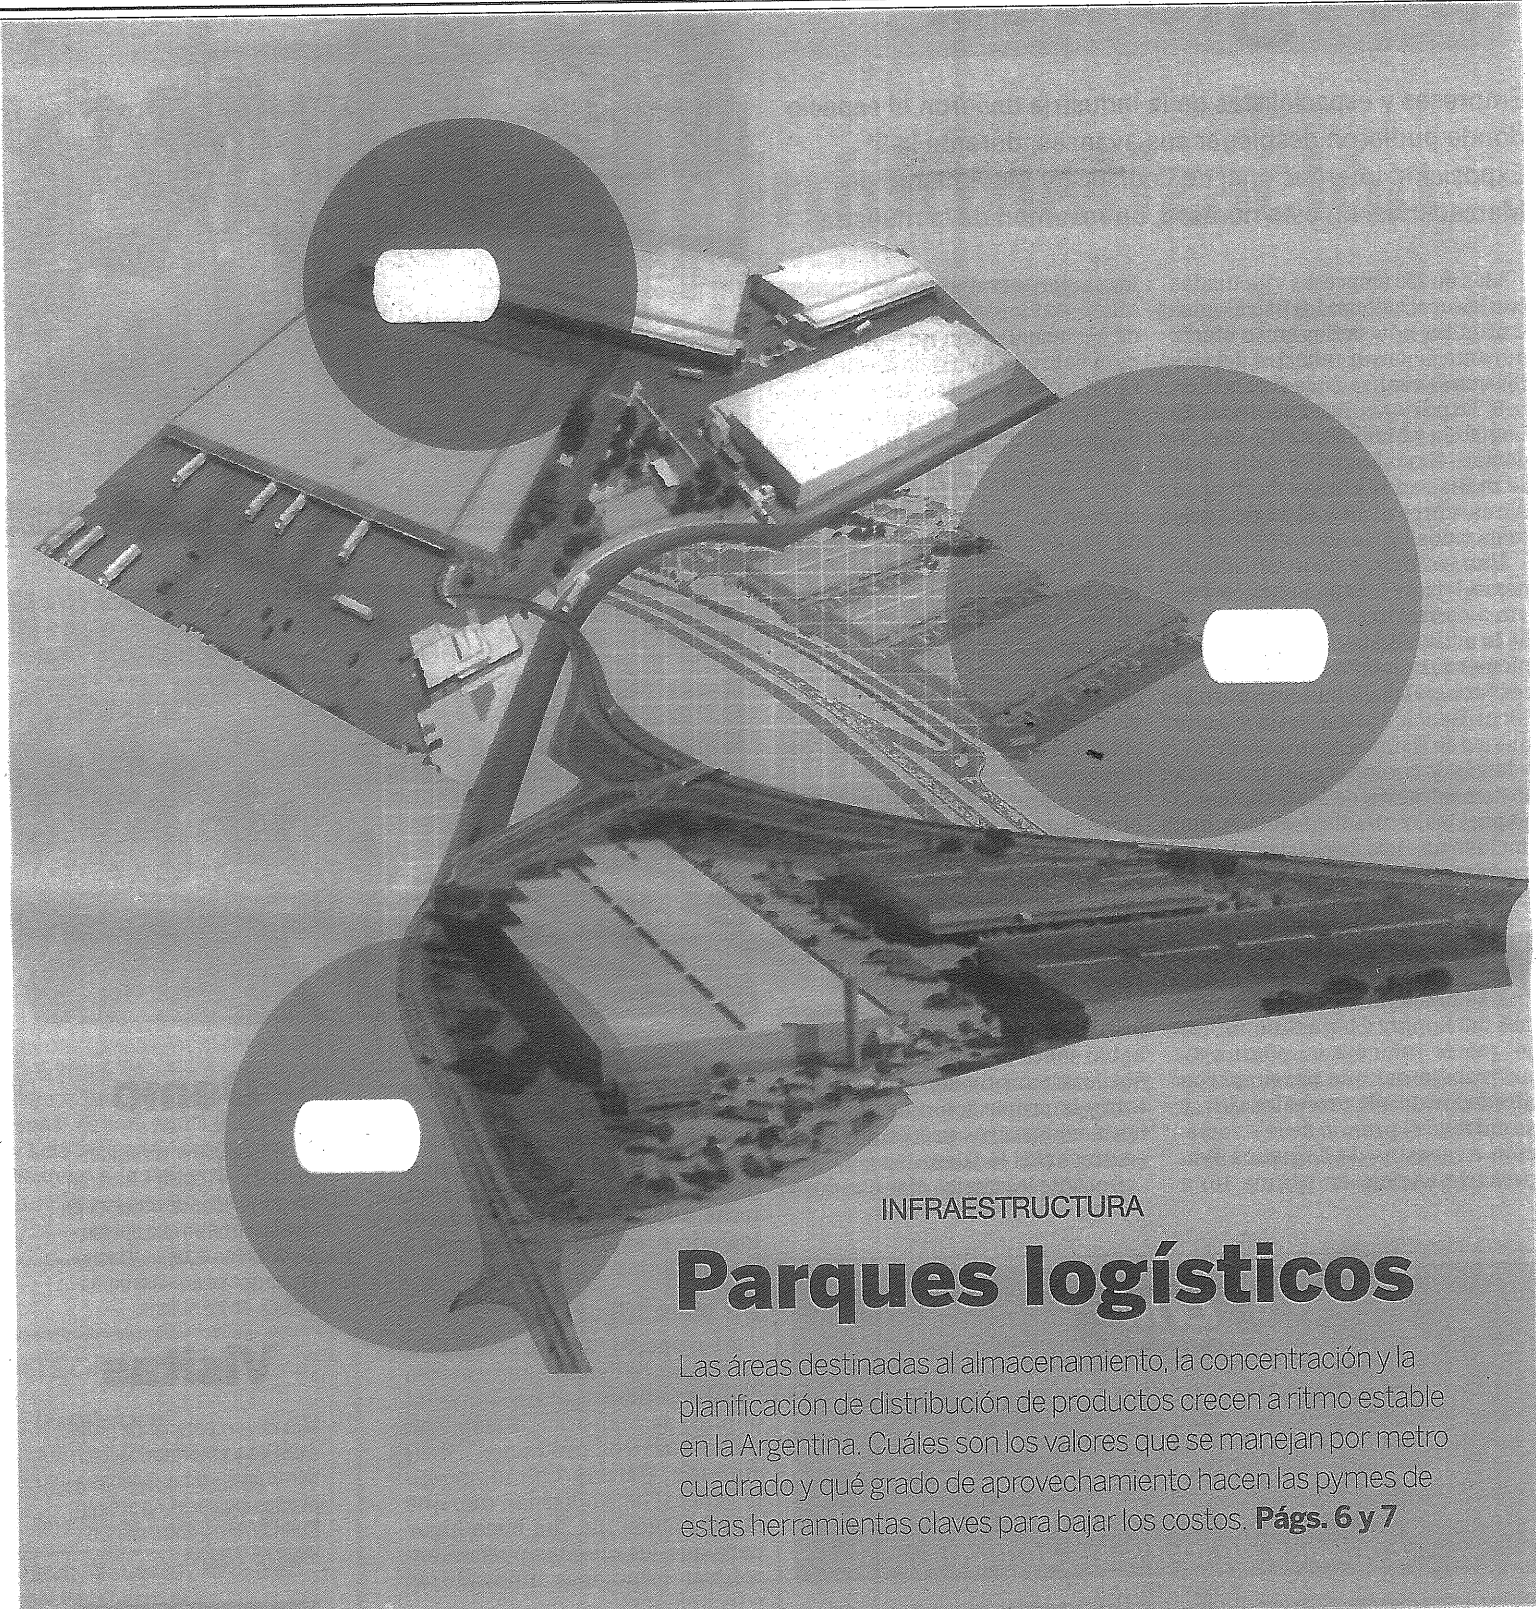 INFRAESTRUCTURA
Parques logísticos
Las áreas destinadas al almacenamiento, la concentración y la
planificación de distribución de productos crecen a ritmo estable
en la Argentina. Cuáles son los valores que se manejan por metro
cuadrado y qué grado de aprovechamiento hacen las pymes de
estas herramientas claves para bajar los costos. Págs. 6 y 7